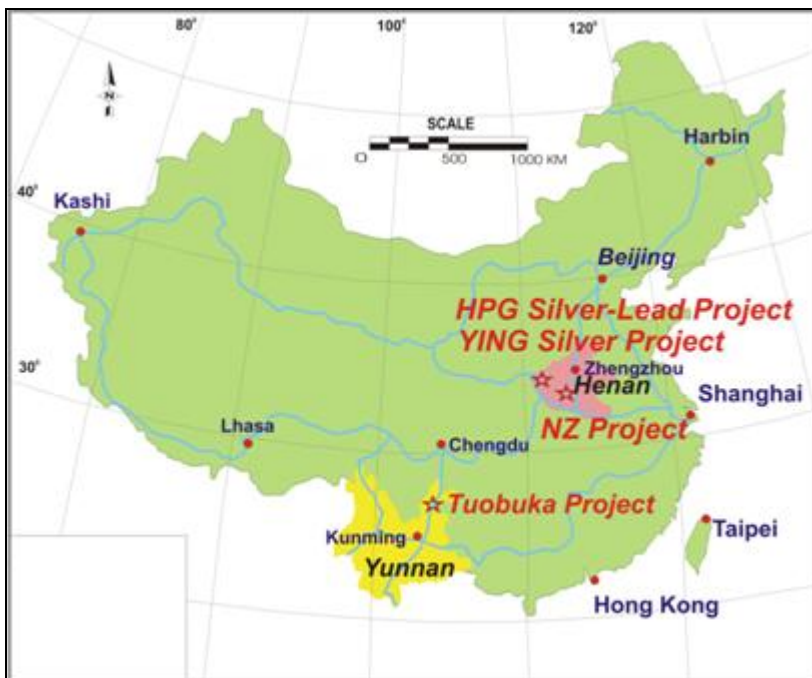 80°
100°
120°
N
SCALE
0 500 1000 KM
Harbin
40°
Kashi
Beijing
HPG Silver-Lead Project
YING Silver Project
Zhengzhou
Henan
30°
Shanghai
Lhasa
NZ Project
Chengdu
Tuobuka Project
Taipei
Kunming
Yunnan
Hong Kong